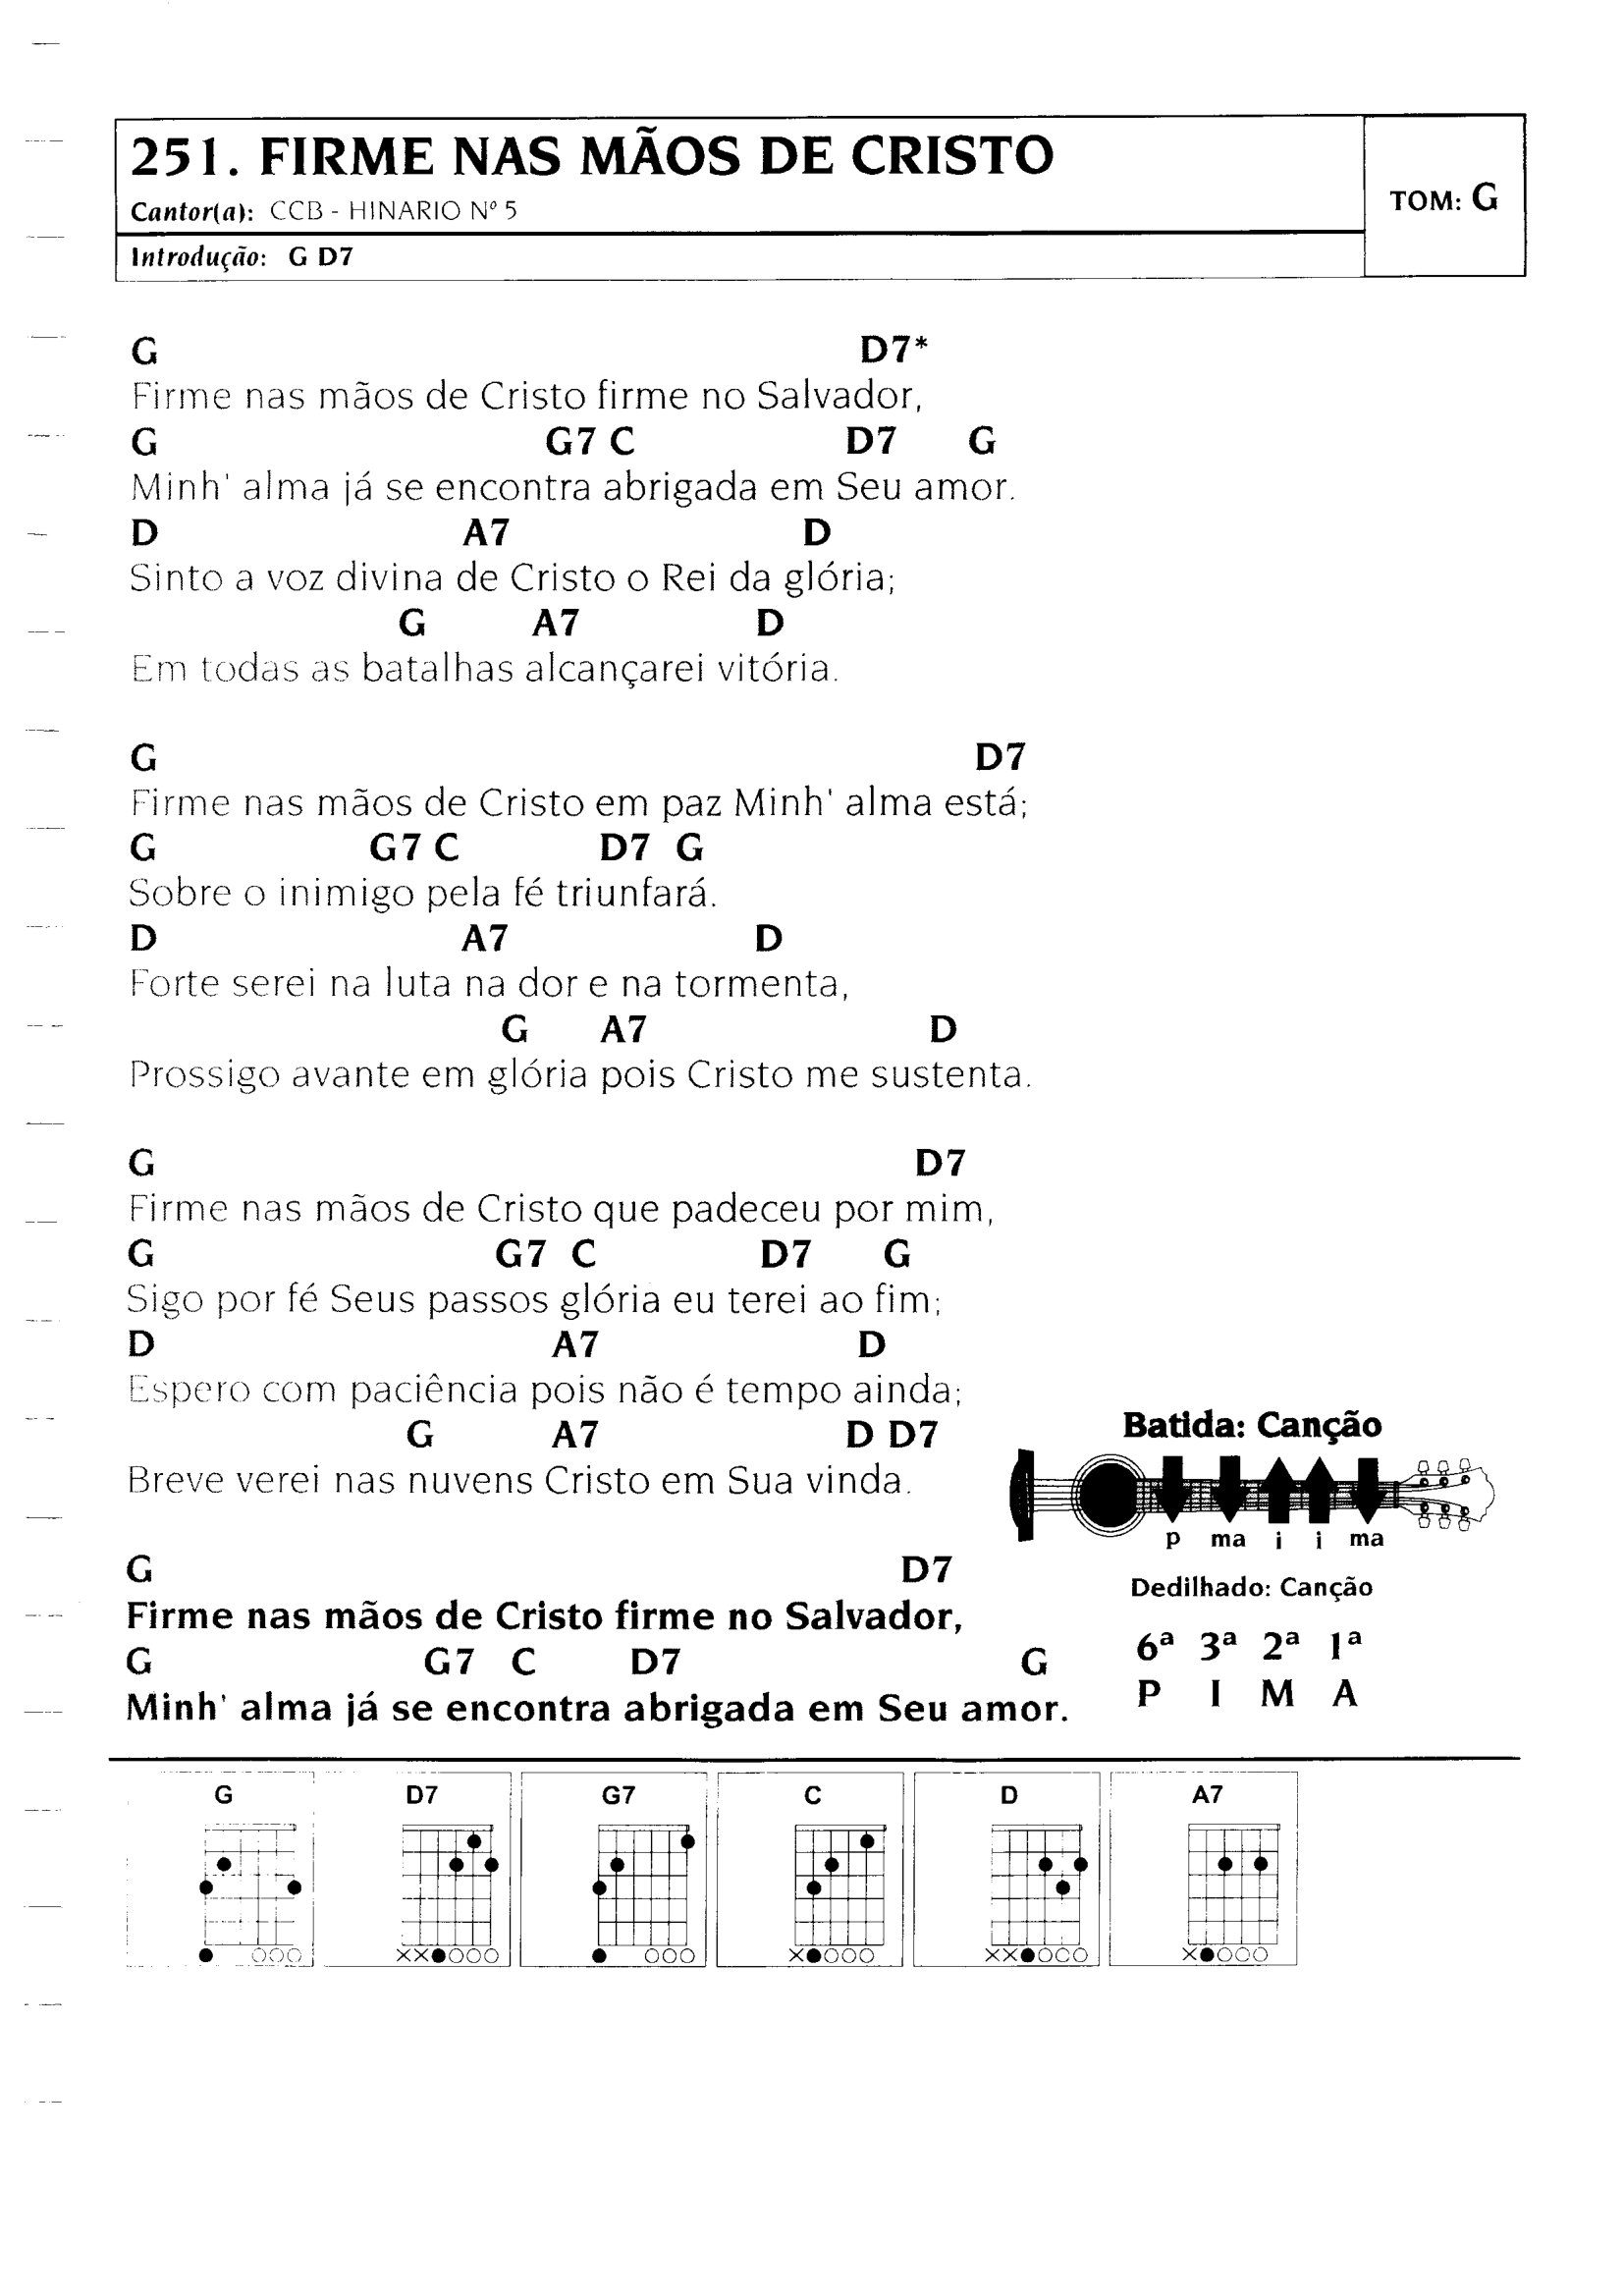 251. FIRME NAS MÃOS DE CRISTO
Cantor(a): CCB - HINARIO Nº 5
TOM: G
Introdução: G D7
G D7*
Firme nas mãos de Cristo firme no Salvador,
G G7 C D7 G
Minh' alma já se encontra abrigada em Seu amor.
D A7 D
Sinto a voz divina de Cristo o Rei da glória;
G A7 D
Em todas as batalhas alcançarei vitória.
G D7
Firme nas mãos de Cristo em paz Minh' alma está;
G G7 C D7 G
Sobre o inimigo pela fé triunfará.
D A7 D
Forte serei na luta na dor e na tormenta,
G A7 D
Prossigo avante em glória pois Cristo me sustenta.
G D7
Firme nas mãos de Cristo que padeceu por mim,
G G7 C D7 G
Sigo por fé Seus passos glória eu terei ao fim;
D A7 D
Espero com paciência pois não é tempo ainda;
G A7 D D7
Breve verei nas nuvens Cristo em Sua vinda.
G D7
Firme nas mãos de Cristo firme no Salvador,
G G7 C D7 G
Minh' alma já se encontra abrigada em Seu amor.
Batida: Canção
p ma i i ma
Dedilhado: Canção
6ª 3ª 2ª 1ª
P I M A
G D7 G7 C D A7